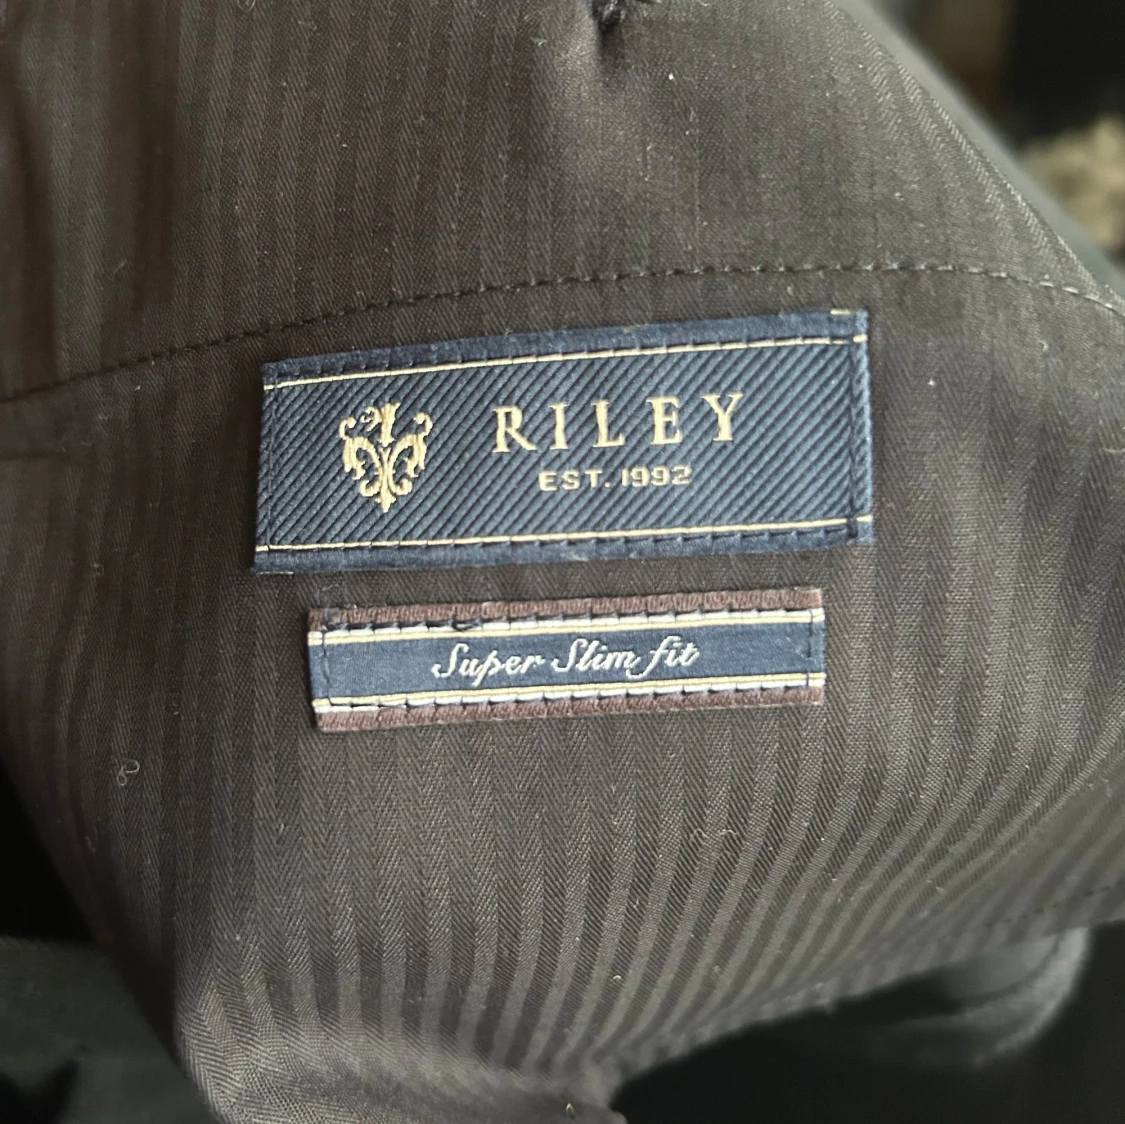 RILEY
EST. 1992
Super Slim fit